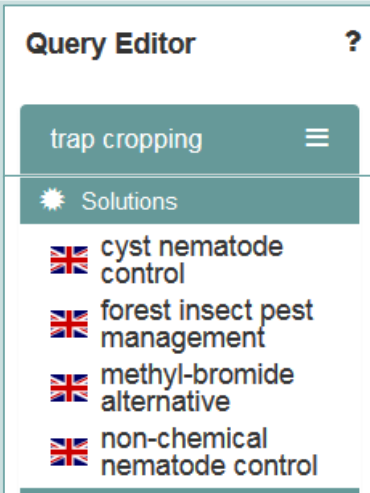 Query Editor ?
trap cropping
Solutions
cyst nematode
control
forest insect pest
management
methyl-bromide
alternative
non-chemical
nematode control